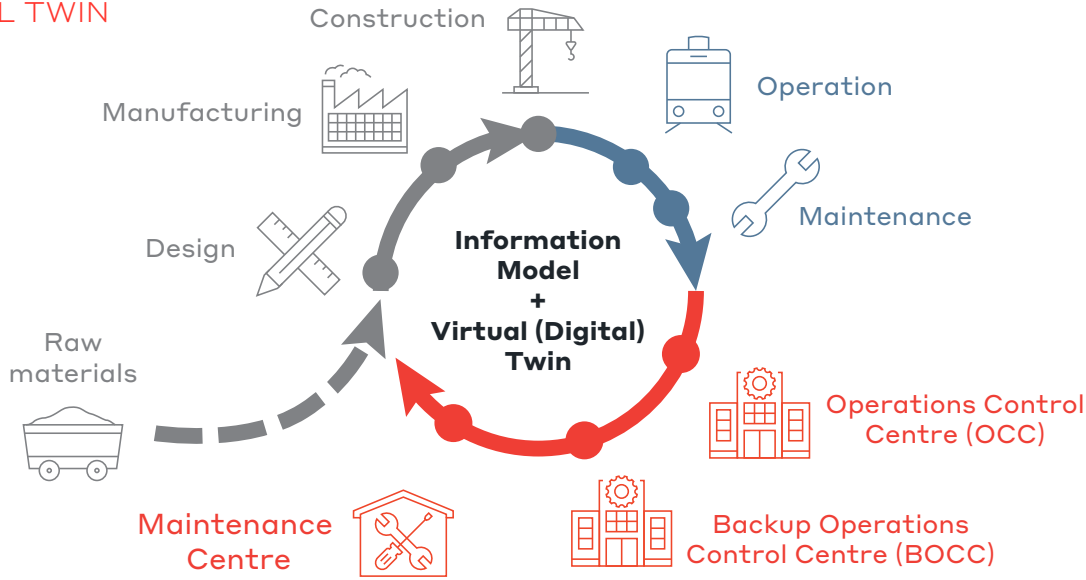 L TWIN
Construction
Manufacturing
Operation
Design
Maintenance
Information
Model
+
Virtual (Digital)
Twin
Raw
materials
Operations Control
Centre (OCC)
Maintenance
Centre
Backup Operations
Control Centre (BOCC)